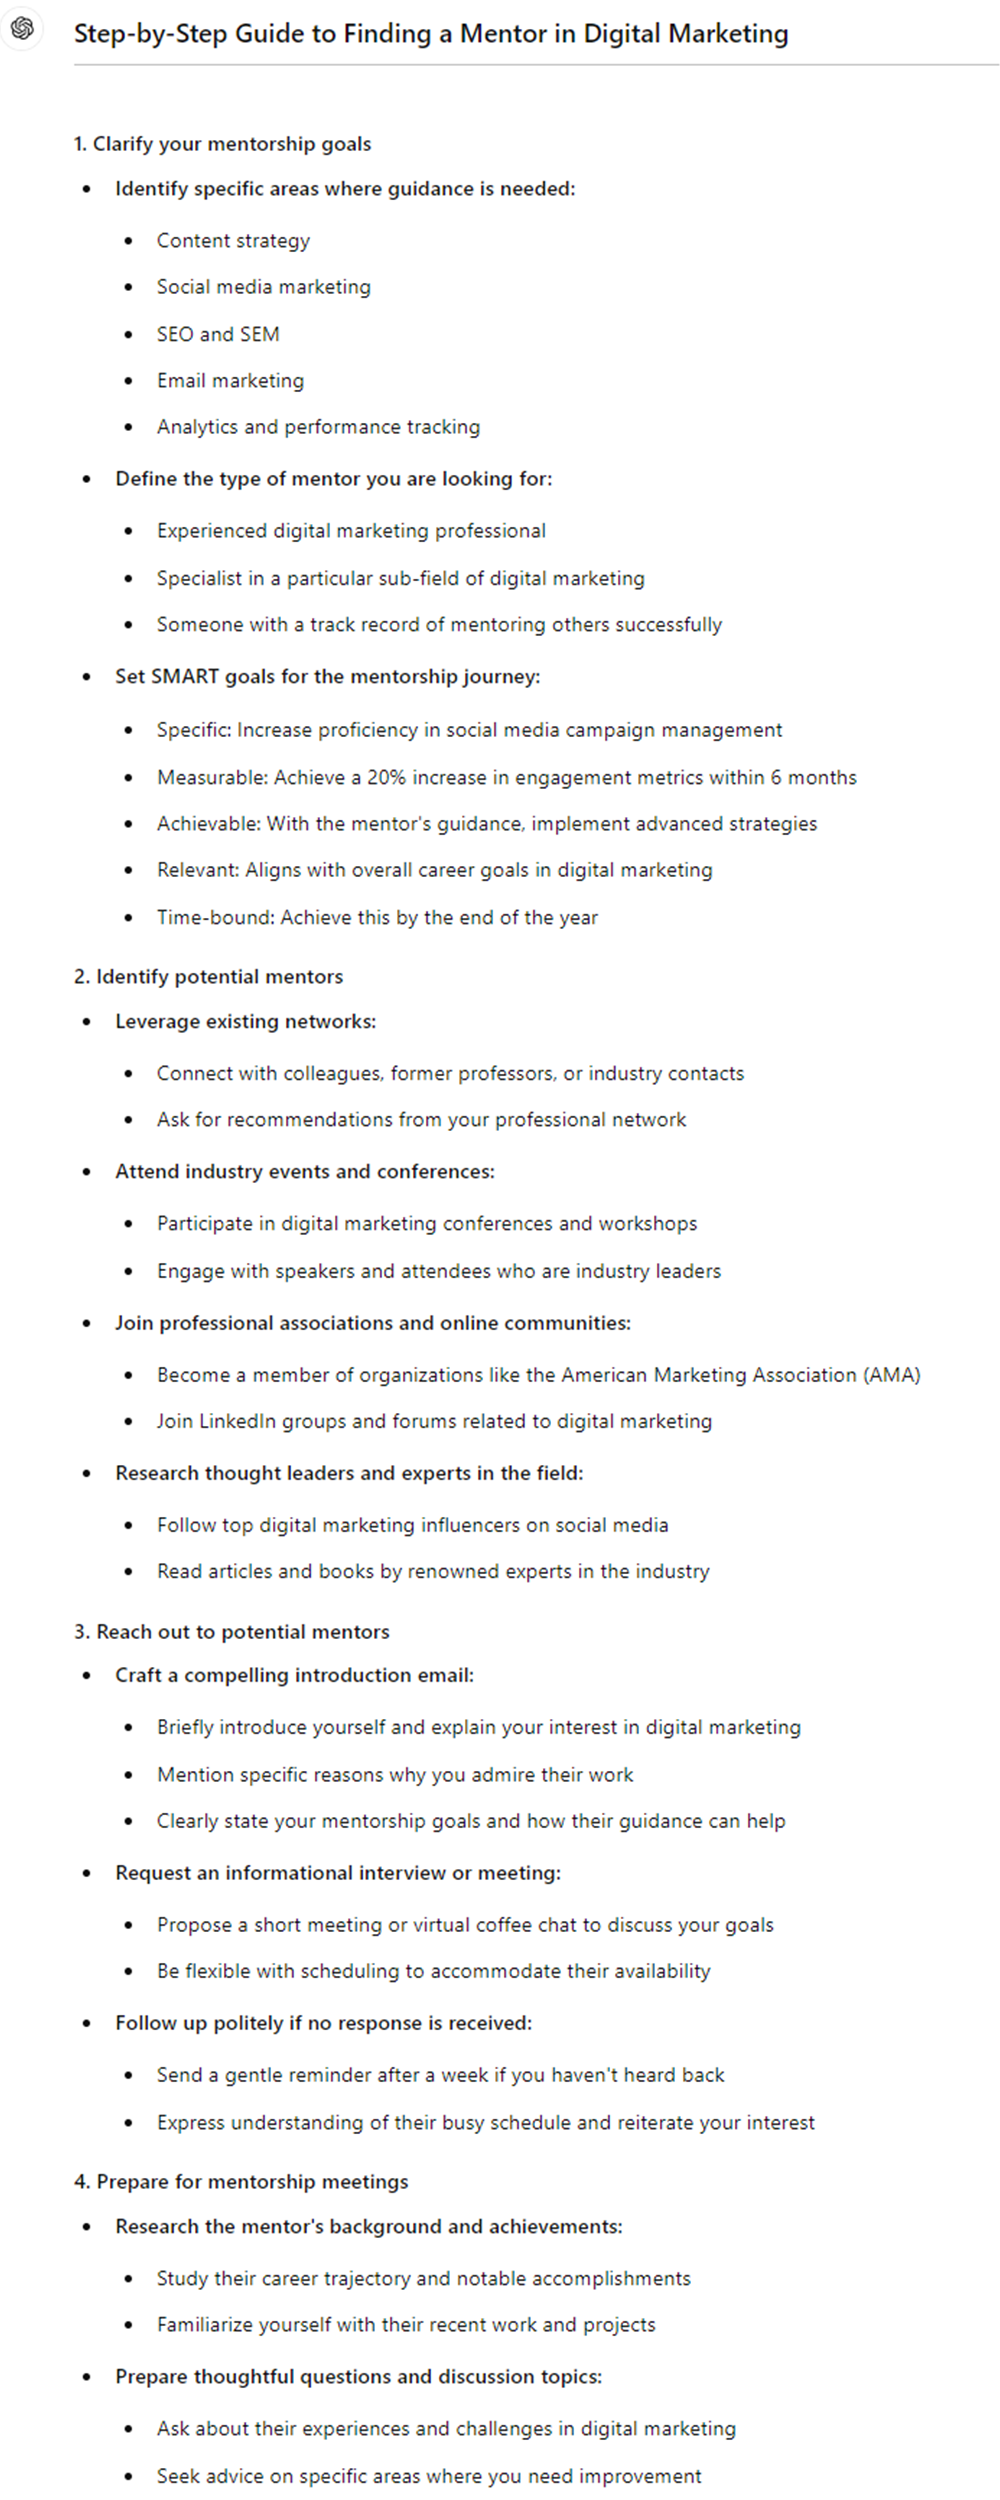 Step-by-Step Guide to Finding a Mentor in Digital Marketing
1. Clarify your mentorship goals
• Identify specific areas where guidance is needed:
• Content strategy
• Social media marketing
• SEO and SEM
• Email marketing
• Analytics and performance tracking
• Define the type of mentor you are looking for:
• Experienced digital marketing professional
• Specialist in a particular sub-field of digital marketing
• Someone with a track record of mentoring others successfully
• Set SMART goals for the mentorship journey:
• Specific: Increase proficiency in social media campaign management
• Measurable: Achieve a 20% increase in engagement metrics within 6 months
• Achievable: With the mentor's guidance, implement advanced strategies
• Relevant: Aligns with overall career goals in digital marketing
• Time-bound: Achieve this by the end of the year
2. Identify potential mentors
• Leverage existing networks:
• Connect with colleagues, former professors, or industry contacts
• Ask for recommendations from your professional network
• Attend industry events and conferences:
• Participate in digital marketing conferences and workshops
• Engage with speakers and attendees who are industry leaders
• Join professional associations and online communities:
• Become a member of organizations like the American Marketing Association (AMA)
• Join LinkedIn groups and forums related to digital marketing
• Research thought leaders and experts in the field:
• Follow top digital marketing influencers on social media
• Read articles and books by renowned experts in the industry
3. Reach out to potential mentors
• Craft a compelling introduction email:
• Briefly introduce yourself and explain your interest in digital marketing
• Mention specific reasons why you admire their work
• Clearly state your mentorship goals and how their guidance can help
• Request an informational interview or meeting:
• Propose a short meeting or virtual coffee chat to discuss your goals
• Be flexible with scheduling to accommodate their availability
• Follow up politely if no response is received:
• Send a gentle reminder after a week if you haven't heard back
• Express understanding of their busy schedule and reiterate your interest
4. Prepare for mentorship meetings
• Research the mentor's background and achievements:
• Study their career trajectory and notable accomplishments
• Familiarize yourself with their recent work and projects
• Prepare thoughtful questions and discussion topics:
• Ask about their experiences and challenges in digital marketing
• Seek advice on specific areas where you need improvement